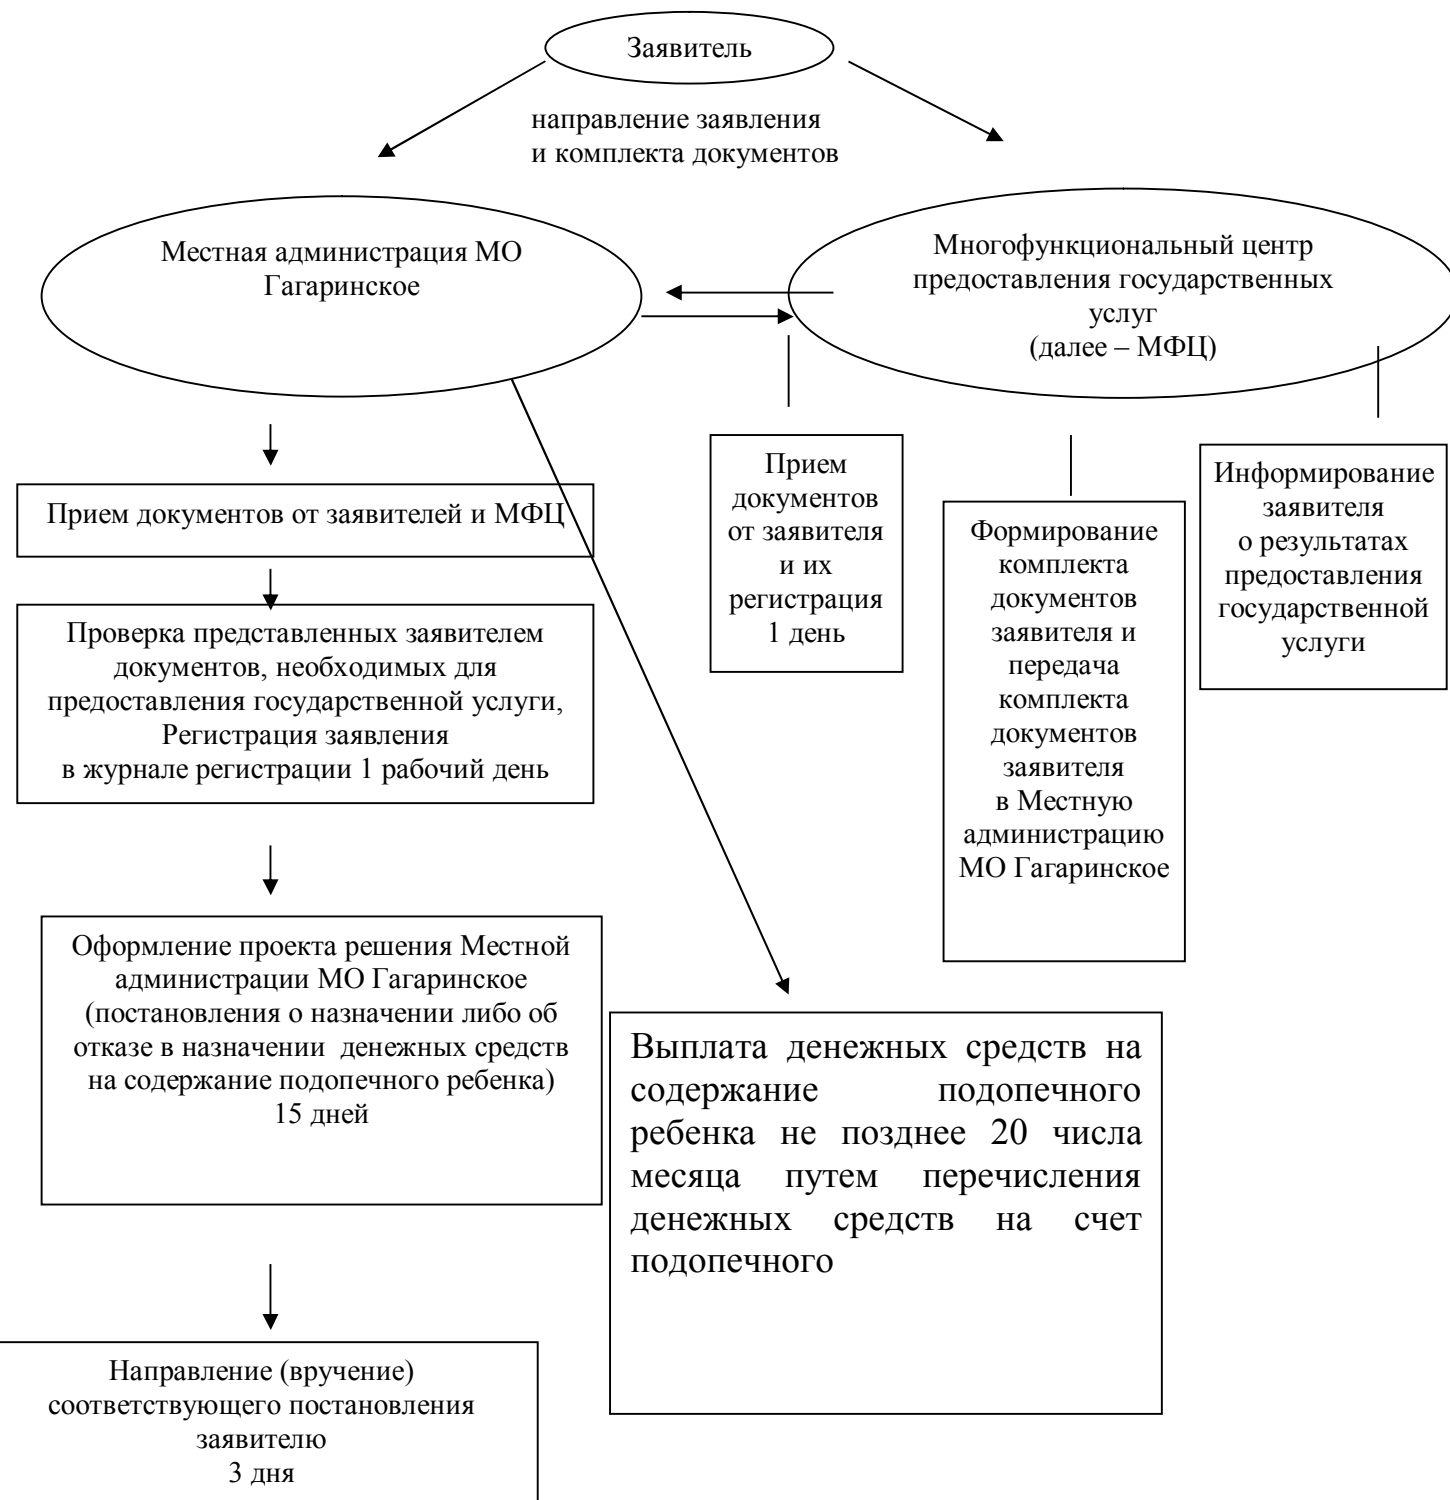 Заявитель
направление заявления
и комплекта документов
Местная администрация МО
Гагаринское
Многофункциональный центр
предоставления государственных
услуг
(далее – МФЦ)
Прием документов от заявителей и МФЦ
Проверка представленных заявителем
документов, необходимых для
предоставления государственной услуги,
Регистрация заявления
в журнале регистрации 1 рабочий день
Прием
документов
от заявителя
и их
регистрация
1 день
Формирование
комплекта
документов
заявителя и
передача
комплекта
документов
заявителя
в Местную
администрацию
МО Гагаринское
Информирование
заявителя
о результатах
предоставления
государственной
услуги
Оформление проекта решения Местной
администрации МО Гагаринское
(постановления о назначении либо об
отказе в назначении  денежных средств
на содержание подопечного ребенка)
15 дней
Выплата денежных средств на
содержание подопечного
ребенка не позднее 20 числа
месяца путем перечисления
денежных средств на счет
подопечного
Направление (вручение)
соответствующего постановления
заявителю
3 дня